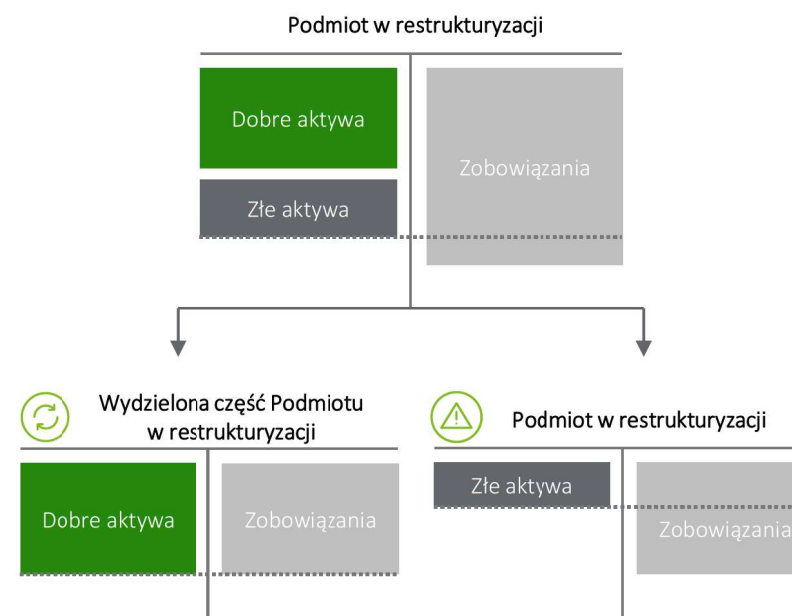 Podmiot w restrukturyzacji
Dobre aktywa
Zobowiązania
Złe aktywa
Wydzielona część Podmiotu
w restrukturyzacji
Dobre aktywa
Zobowiązania
Podmiot w restrukturyzacji
Złe aktywa
Zobowiązania